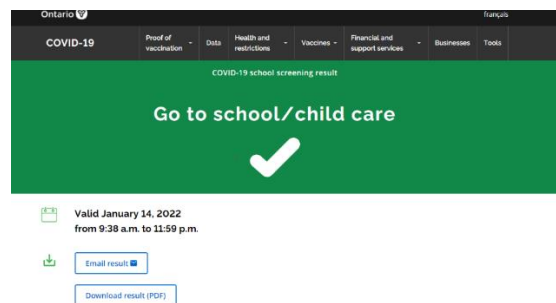 Ontario
français
COVID-19
Proof of vaccination
Data
Health and restrictions
Vaccines
Financial and support services
Businesses
Tools
COVID-19 school screening result
Go to school/child care
Valid January 14, 2022
from 9:38 a.m. to 11:59 p.m.
Email result
Download result (PDF)